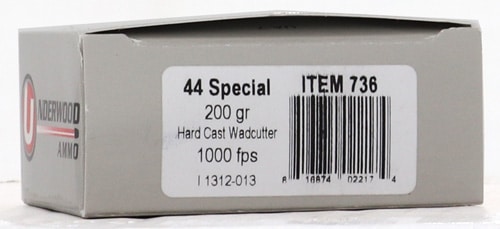 UNDERWOOD
AMMO
44 Special
ITEM 736
200 gr
Hard Cast Wadcutter
1000 fps
I 1312-013
8 16874 02217 4